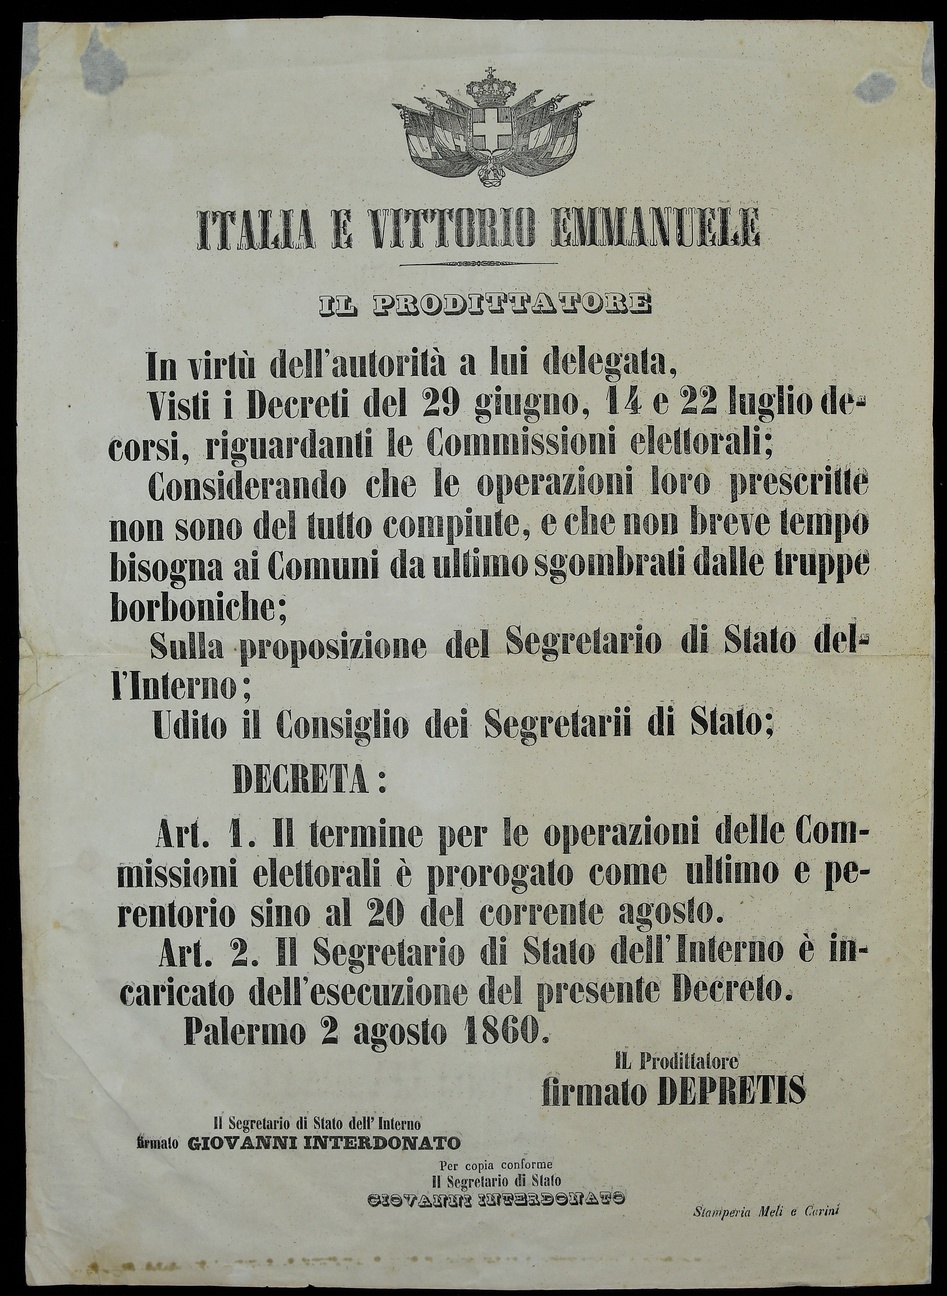 ITALIA E VITTORIO EMMANUELE
IL PRODITTATORE
In virtù dell'autorità a lui delegata,
Visti i Decreti del 29 giugno, 14 e 22 luglio de-
corsi, riguardanti le Commissioni elettorali;
Considerando che le operazioni loro prescritte
non sono del tutto compiute, e che non breve tempo
bisogna ai Comuni da ultimo sgombrati dalle truppe
borboniche;
Sulla proposizione del Segretario di Stato del-
l'Interno;
Udito il Consiglio dei Segretarii di Stato;
DECRETA:
Art. 1. Il termine per le operazioni delle Com-
missioni elettorali è prorogato come ultimo e pe-
rentorio sino al 20 del corrente agosto.
Art. 2. Il Segretario di Stato dell'Interno è in-
caricato dell'esecuzione del presente Decreto.
Palermo 2 agosto 1860.
IL Prodittatore
firmato DEPRETIS
Il Segretario di Stato dell'Interno
firmato GIOVANNI INTERDONATO
Per copia conforme
Il Segretario di Stato
GIOVANNI INTERDONATO
Stamperia Meli e Carini